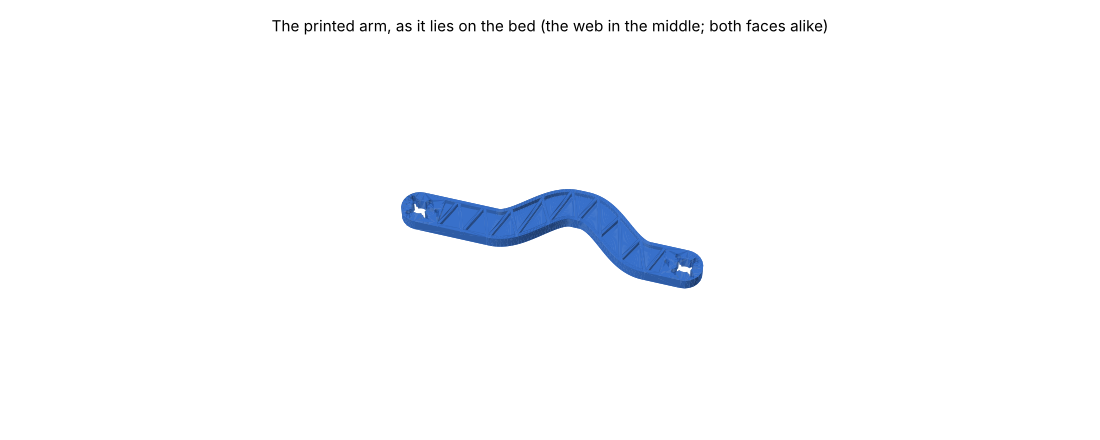 The printed arm, as it lies on the bed (the web in the middle; both faces alike)